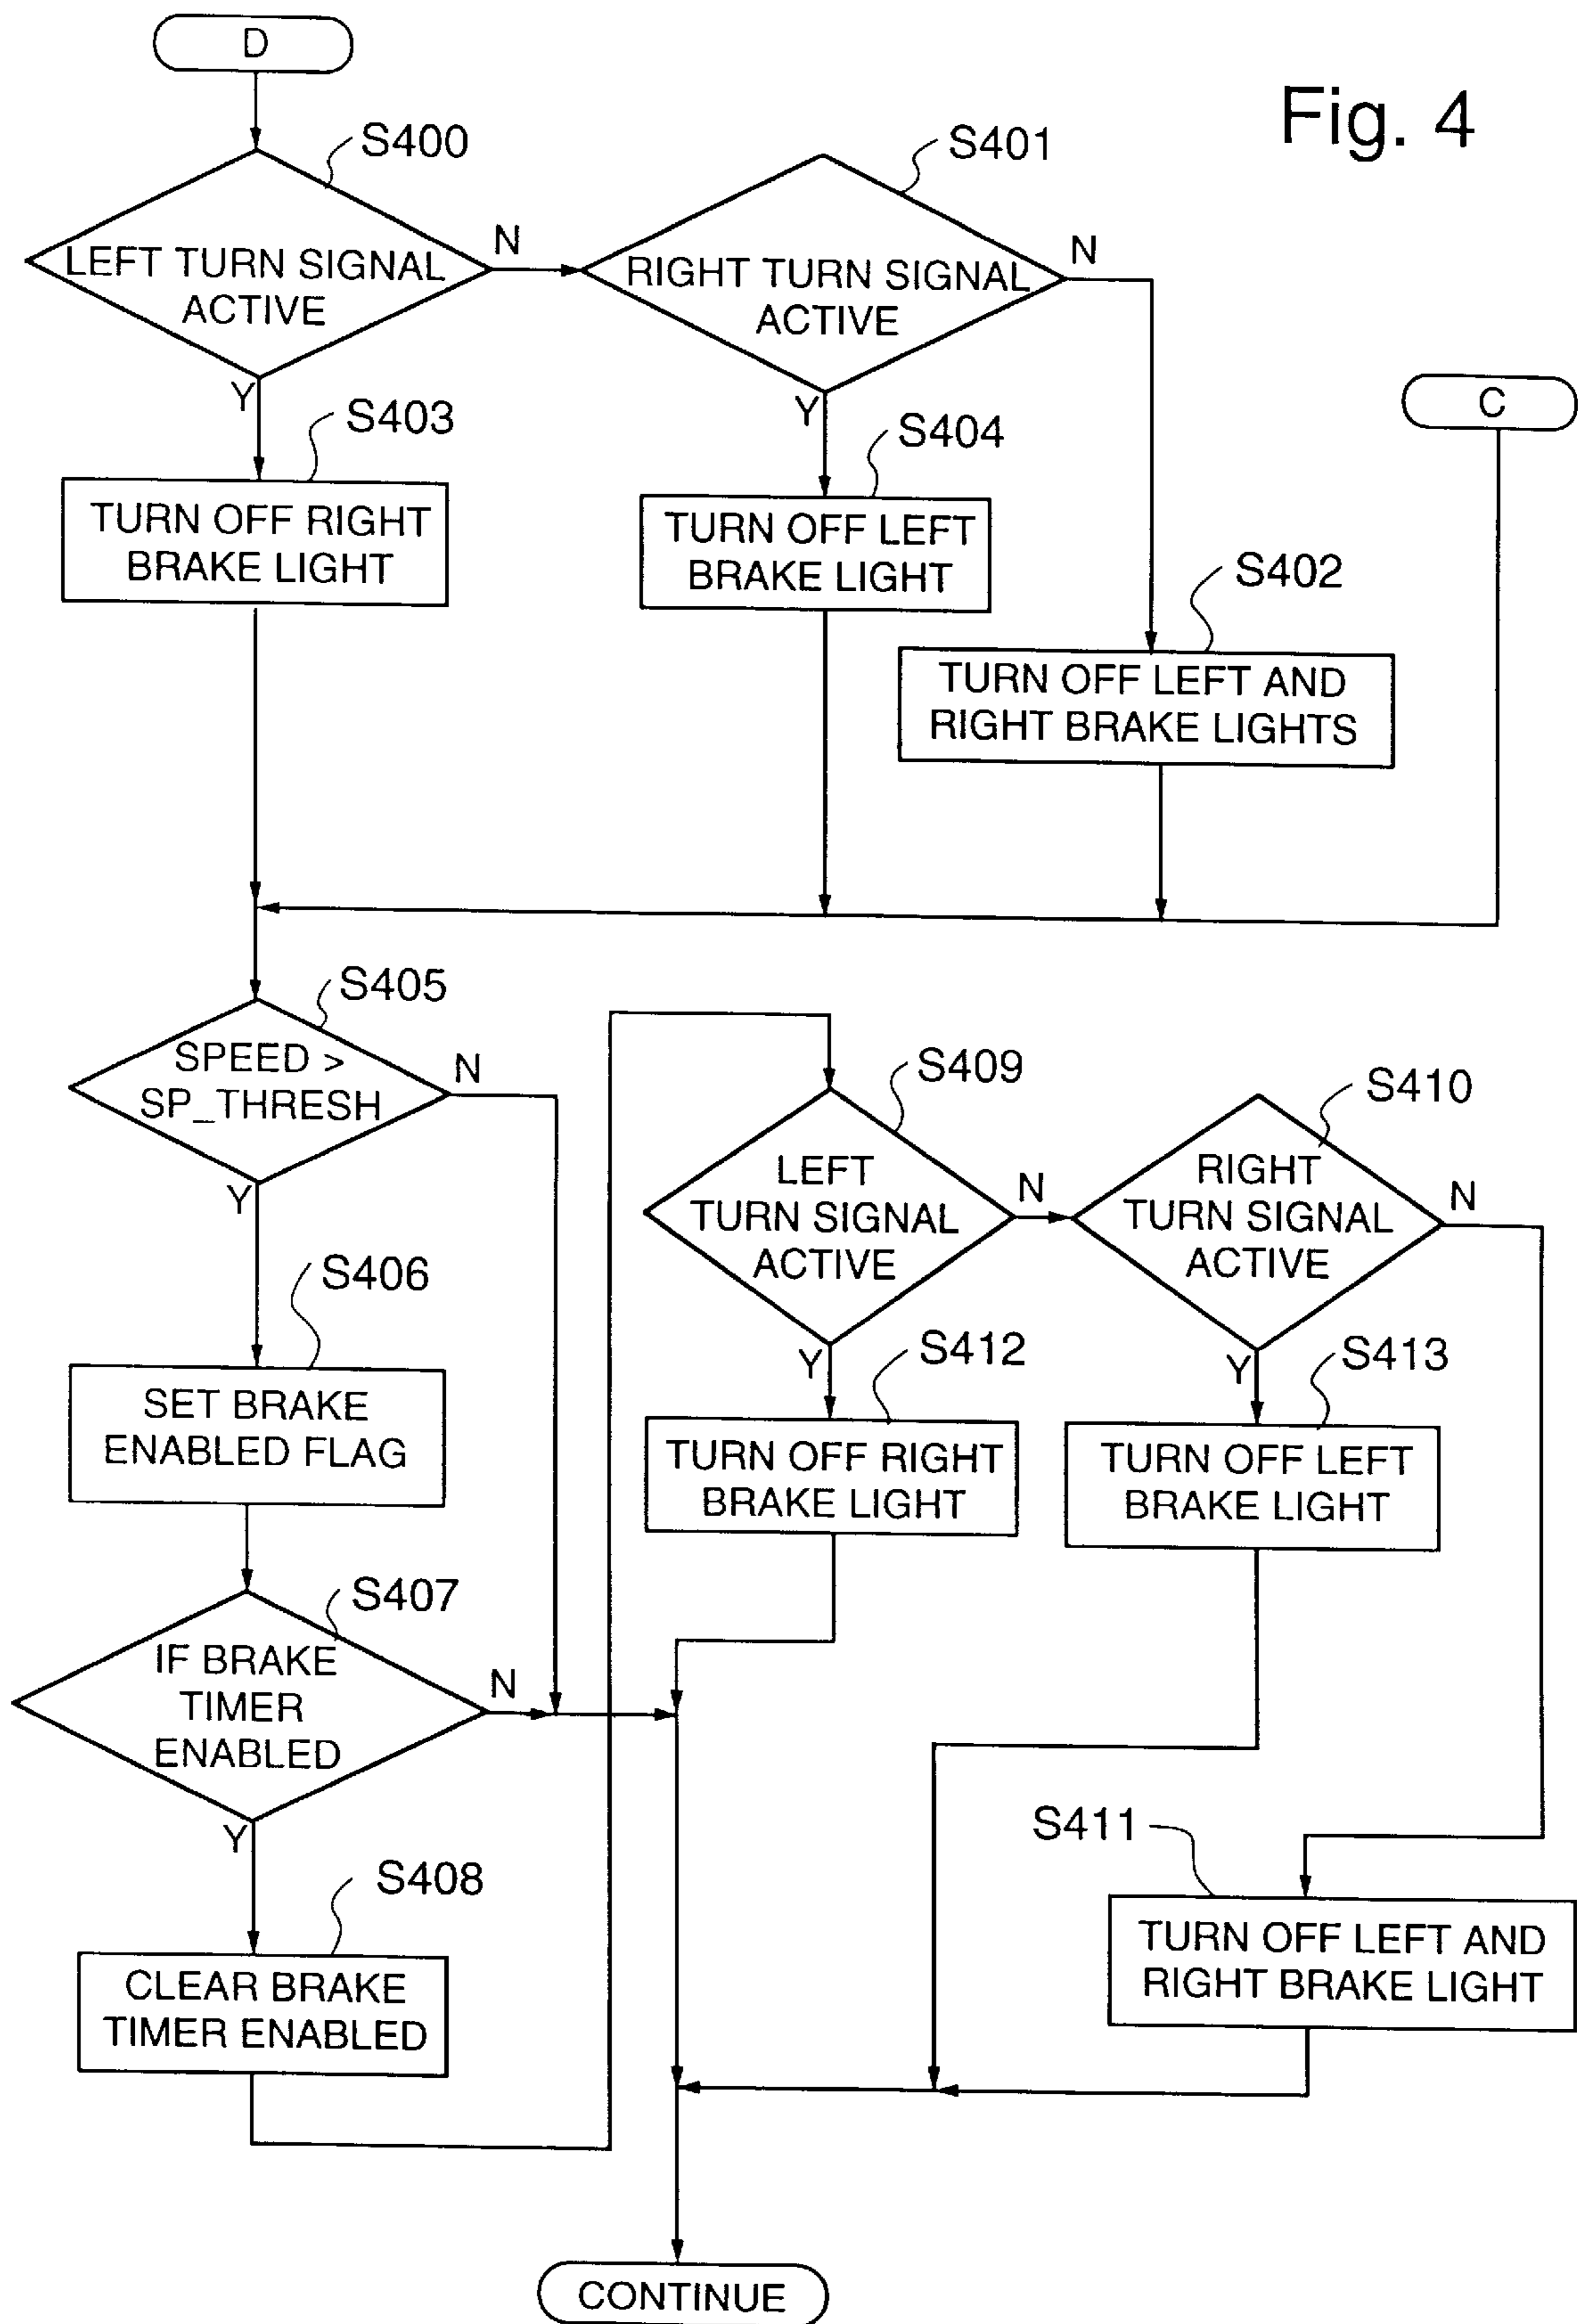 D
Fig. 4
S400
S401
LEFT TURN SIGNAL
ACTIVE
N
RIGHT TURN SIGNAL
ACTIVE
N
Y
Y
C
S403
S404
TURN OFF RIGHT
BRAKE LIGHT
TURN OFF LEFT
BRAKE LIGHT
S402
TURN OFF LEFT AND
RIGHT BRAKE LIGHTS
S405
SPEED >
SP_THRESH
N
Y
S409
S410
LEFT
TURN SIGNAL
ACTIVE
N
RIGHT
TURN SIGNAL
ACTIVE
N
Y
Y
S406
SET BRAKE
ENABLED FLAG
S412
S413
TURN OFF RIGHT
BRAKE LIGHT
TURN OFF LEFT
BRAKE LIGHT
S407
IF BRAKE
TIMER
ENABLED
N
Y
S411
TURN OFF LEFT AND
RIGHT BRAKE LIGHT
S408
CLEAR BRAKE
TIMER ENABLED
CONTINUE